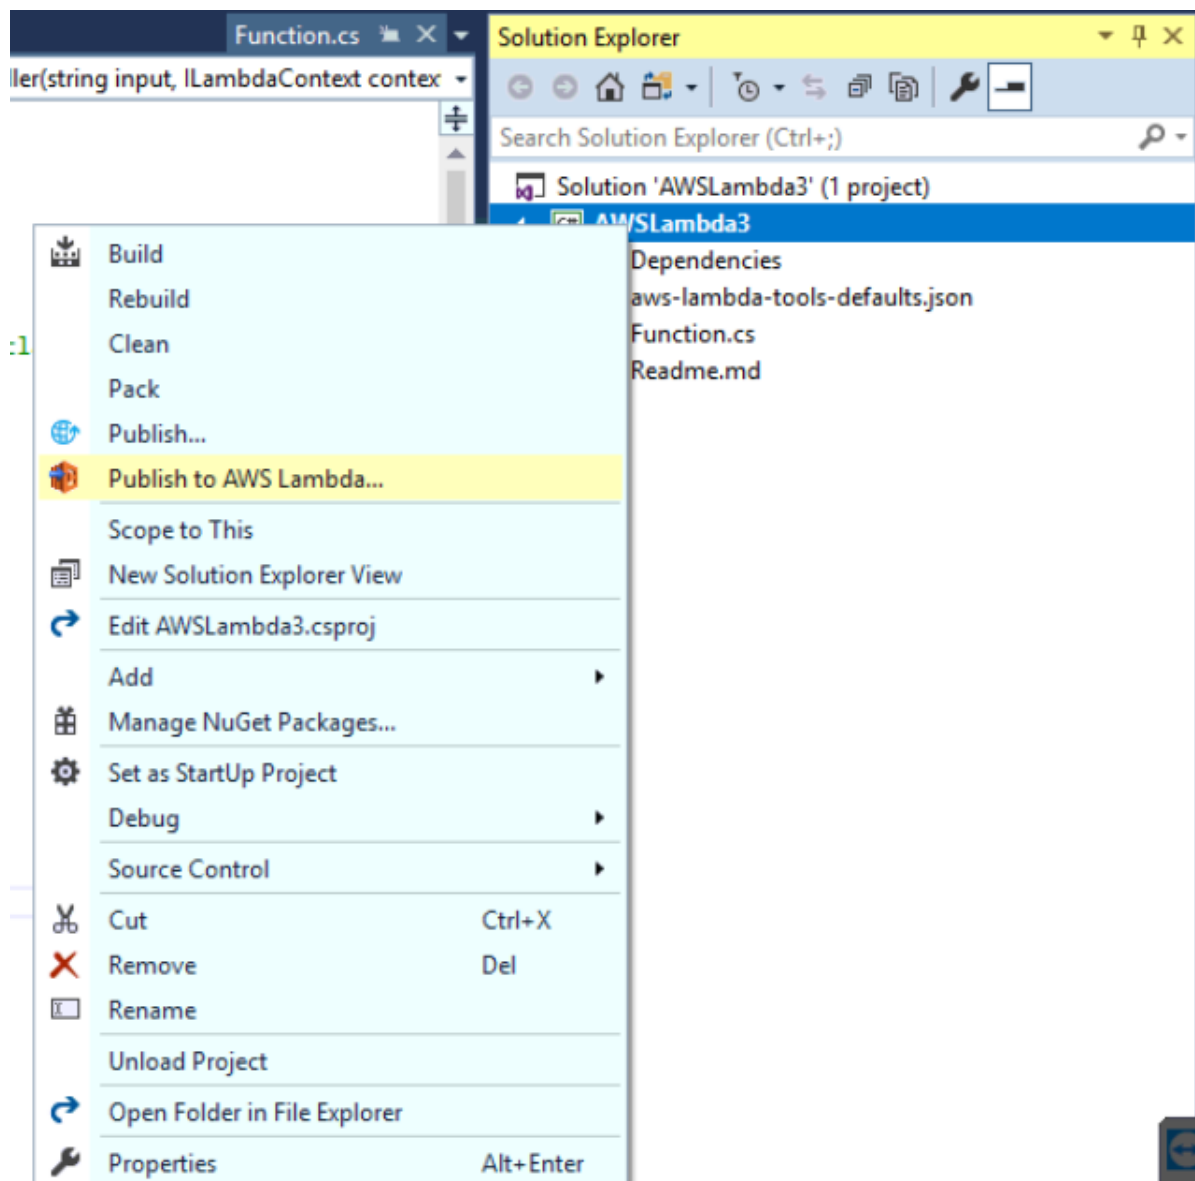 Function.cs
Solution Explorer
ller(string input, ILambdaContext contex
Search Solution Explorer (Ctrl+;)
Solution 'AWSLambda3' (1 project)
C#
AWSLambda3
Dependencies
aws-lambda-tools-defaults.json
Function.cs
Readme.md
Build
Rebuild
Clean
Pack
Publish...
Publish to AWS Lambda...
Scope to This
New Solution Explorer View
Edit AWSLambda3.csproj
Add
Manage NuGet Packages...
Set as StartUp Project
Debug
Source Control
Cut Ctrl+X
Remove Del
Rename
Unload Project
Open Folder in File Explorer
Properties Alt+Enter